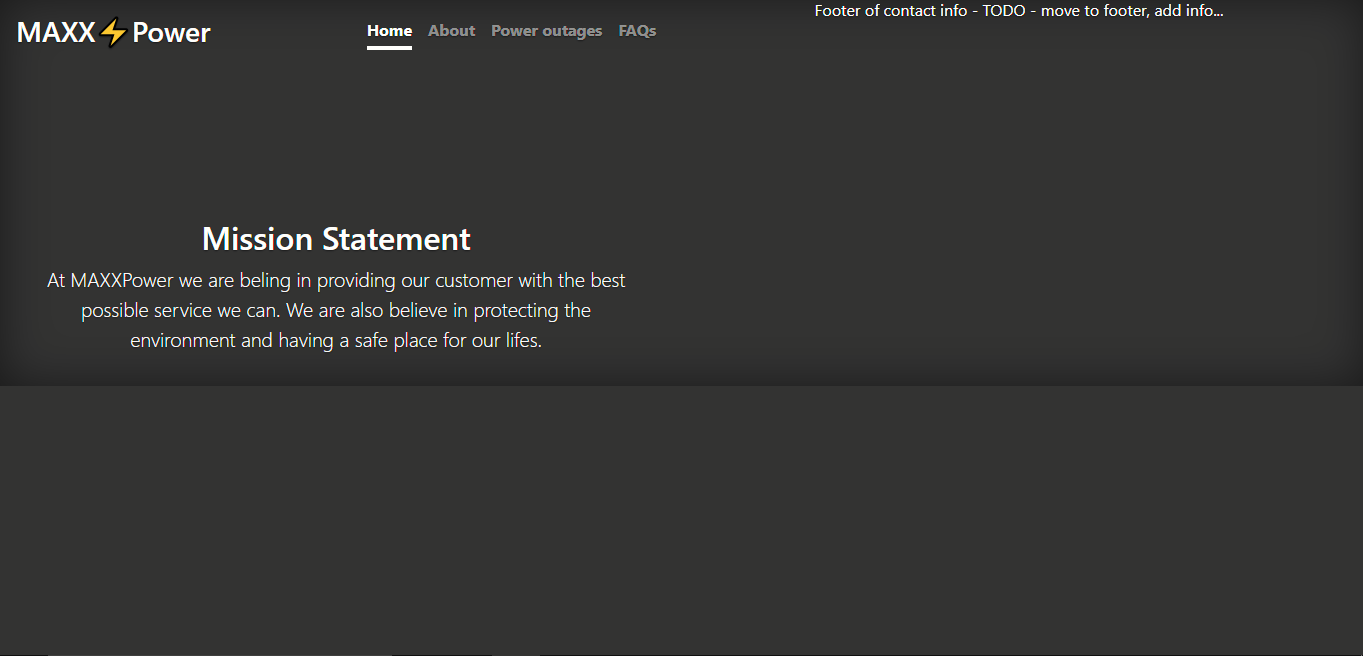 MAXX⚡Power
Home About Power outages FAQs
Footer of contact info - TODO - move to footer, add info...
Mission Statement
At MAXXPower we are beling in providing our customer with the best
possible service we can. We are also believe in protecting the
environment and having a safe place for our lifes.